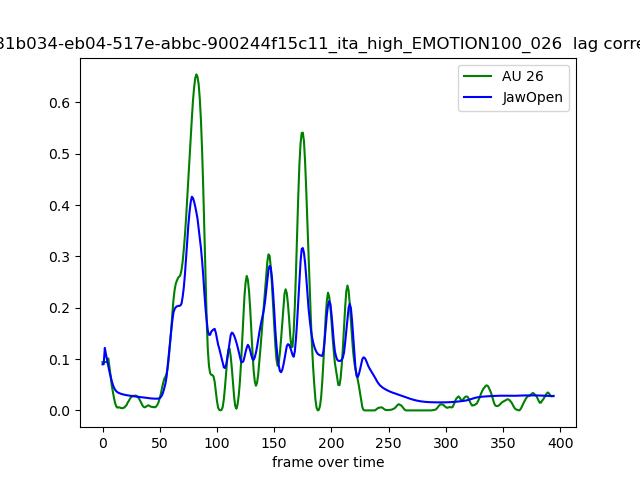 31b034-eb04-517e-abbc-900244f15c11_ita_high_EMOTION100_026 lag corre
AU 26
JawOpen
0.6
0.5
0.4
0.3
0.2
0.1
0.0
0 50 100 150 200 250 300 350 400
frame over time